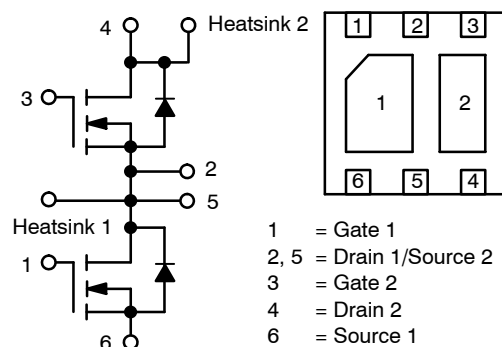 4
Heatsink 2
3
2
5
Heatsink 1
1
6
1 2 3
1 2
6 5 4
1 = Gate 1
2, 5 = Drain 1/Source 2
3 = Gate 2
4 = Drain 2
6 = Source 1